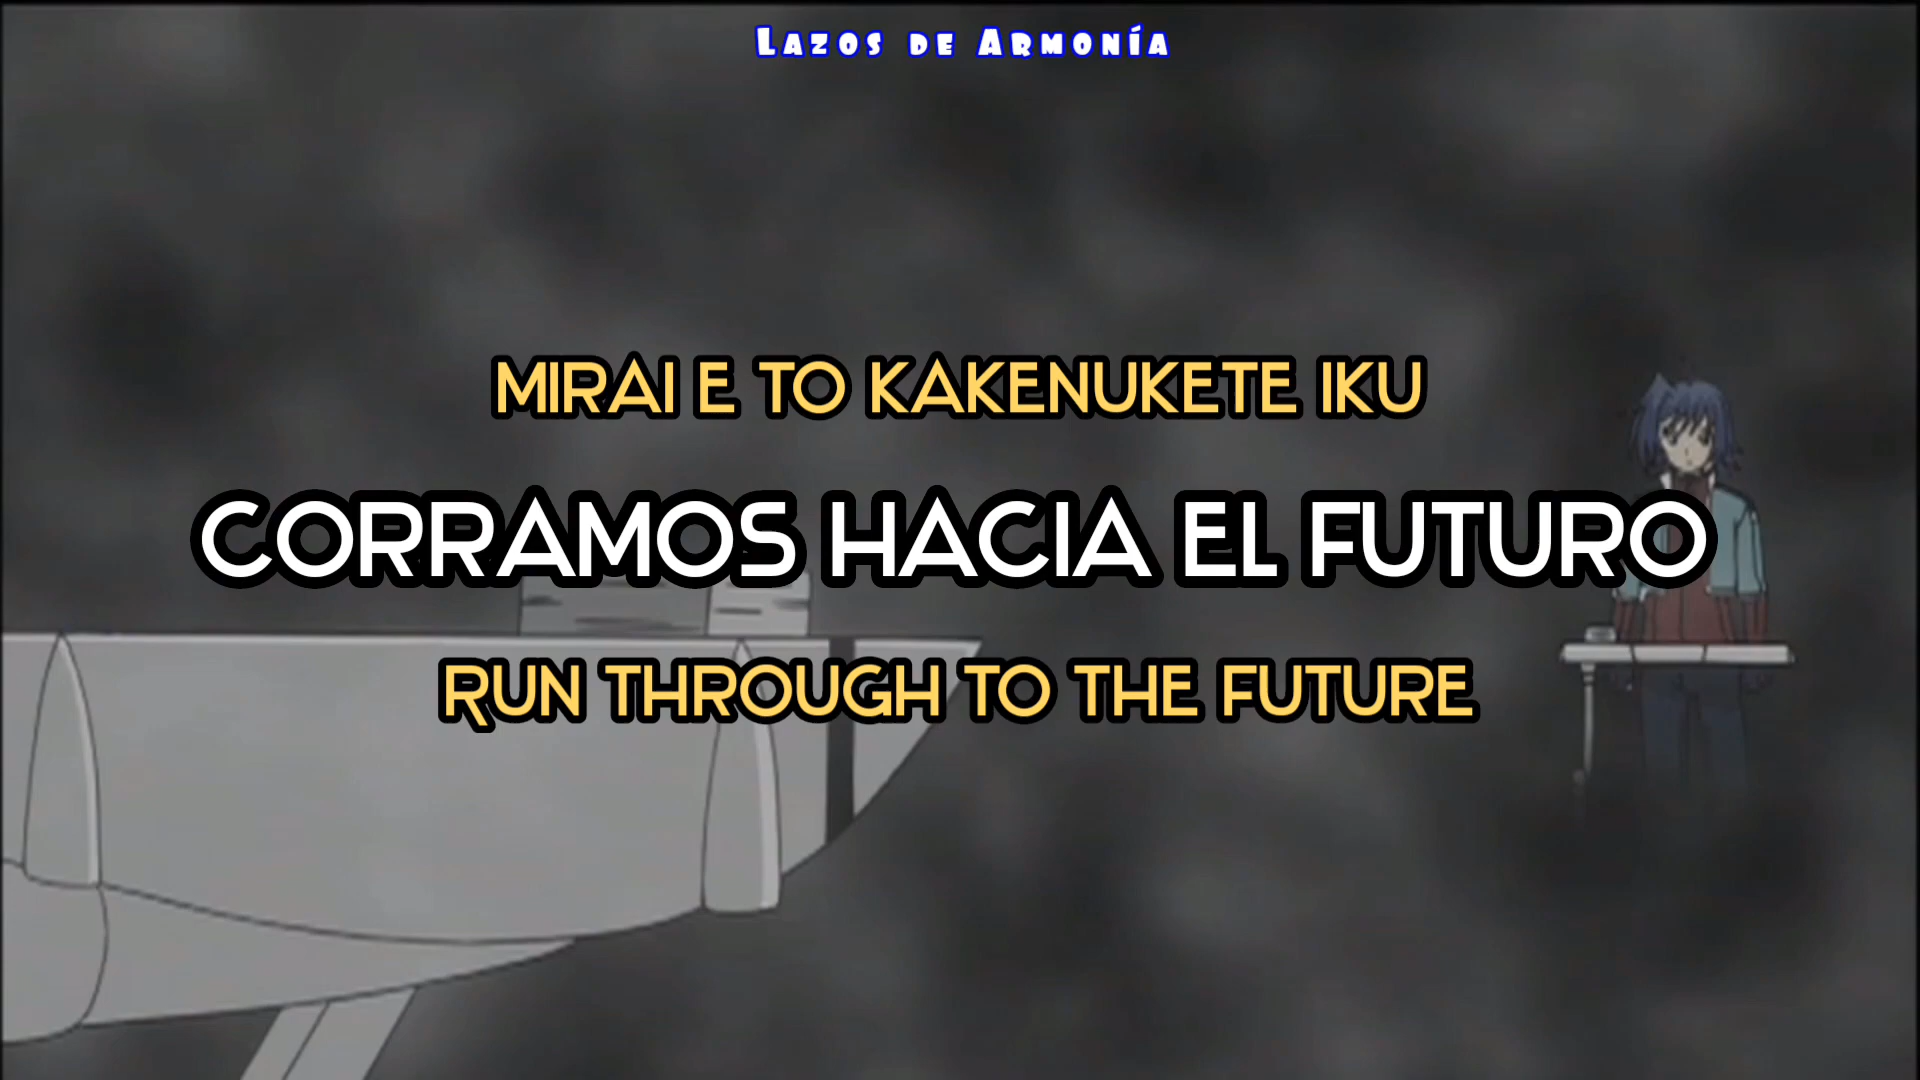 Lazos de Armonía
MIRAI E TO KAKENUKETE IKU
CORRAMOS HACIA EL FUTURO
RUN THROUGH TO THE FUTURE